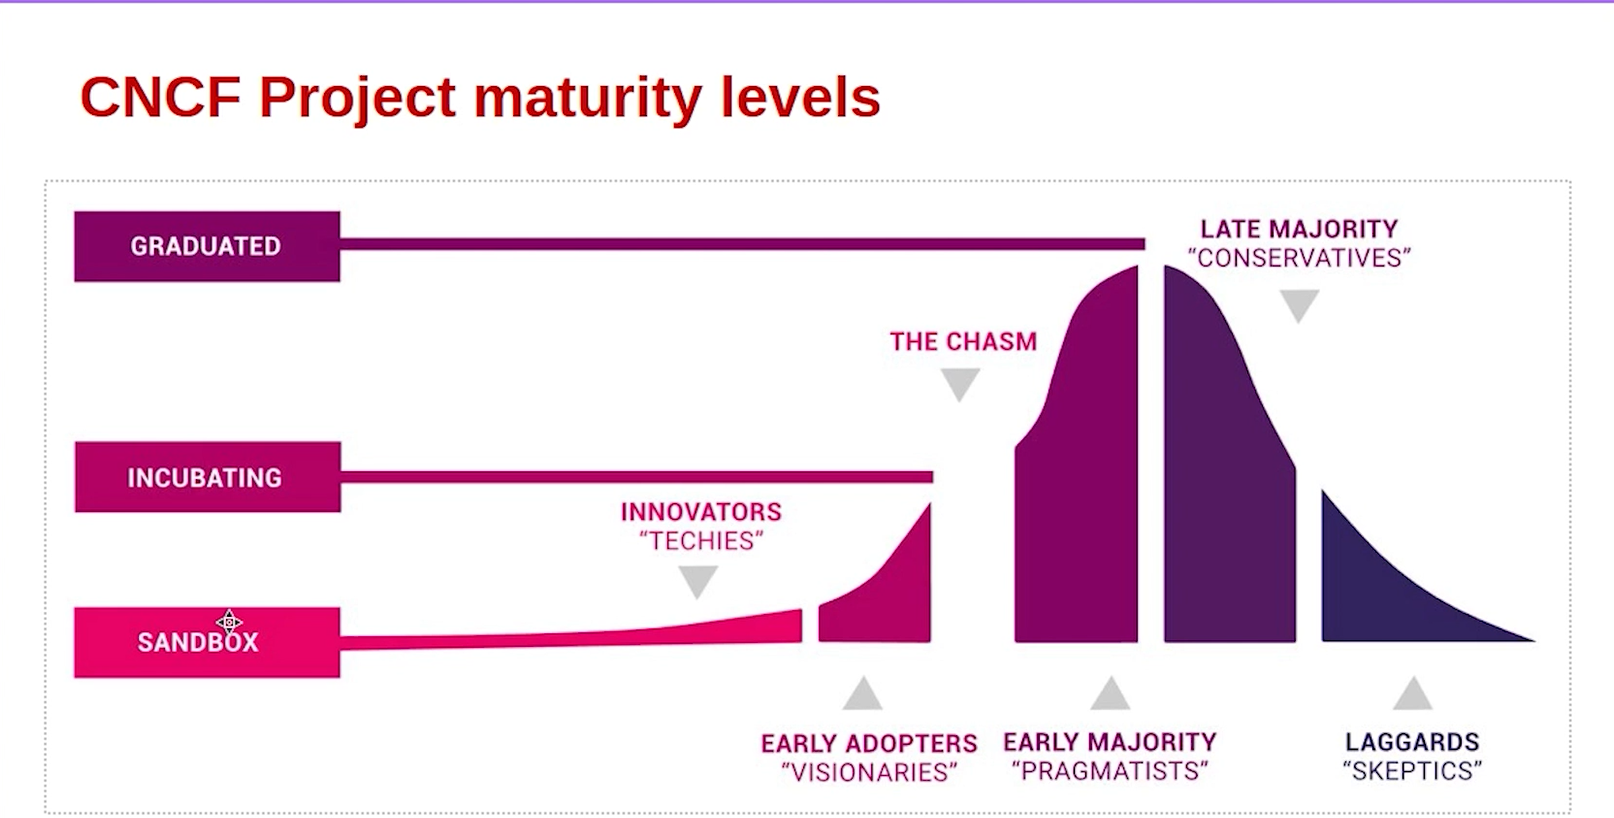 CNCF Project maturity levels
GRADUATED
LATE MAJORITY
“CONSERVATIVES”
THE CHASM
INCUBATING
INNOVATORS
“TECHIES”
SANDBOX
EARLY ADOPTERS
“VISIONARIES”
EARLY MAJORITY
“PRAGMATISTS”
LAGGARDS
“SKEPTICS”